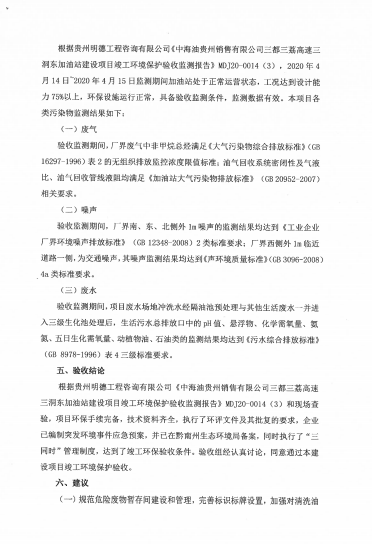 根据贵州明德工程咨询有限公司《中海油贵州销售有限公司三都三荔高速三
洞东加油站建设项目竣工环境保护验收监测报告》MDJ20-0014（3），2020 年 4
月 14 日~2020 年 4 月 15 日监测期间加油站处于正常运营状态，工况达到设计能
力 75%以上，环保设施运行正常，具备验收监测条件，监测数据有效。本项目各
类污染物监测结果如下：
（一）废气
验收监测期间，厂界废气中非甲烷总烃满足《大气污染物综合排放标准》（GB
16297-1996）表 2 的无组织排放监控浓度限值标准；油气回收系统密闭性及气液
比、油气回收管线液阻均满足《加油站大气污染物排放标准》（GB 20952-2007）
相关要求。
（二）噪声
验收监测期间，厂界南、东、北侧外 1m 噪声的监测结果均达到《工业企业
厂界环境噪声排放标准》（GB 12348-2008）2 类标准要求；厂界西侧外 1m 临近
道路一侧，为交通噪声，其噪声监测结果均达到《声环境质量标准》（GB 3096-2008）
4a 类标准要求。
（三）废水
验收监测期间，项目废水场地冲洗水经隔油池预处理与其他生活废水一并进
入三级生化池处理后，生活污水总排放口中的 pH 值、悬浮物、化学需氧量、氨
氮、五日生化需氧量、动植物油、石油类的监测结果均达到《污水综合排放标准》
（GB 8978-1996）表 4 三级标准要求。
五、验收结论
根据贵州明德工程咨询有限公司《中海油贵州销售有限公司三都三荔高速
三洞东加油站建设项目竣工环境保护验收监测报告》MDJ20-0014（3）和现场查
验，项目环保手续完备，技术资料齐全，执行了环评文件及其批复的要求，企业
已编制突发环境事件应急预案，并已在黔南州生态环境局备案，同时执行了“三
同时”管理制度，达到了竣工环保验收条件。验收组经认真讨论，同意通过本建
设项目竣工环境保护验收。
六、建议
（一）规范危险废物暂存间建设和管理，完善标识标牌设置，加强对清洗油